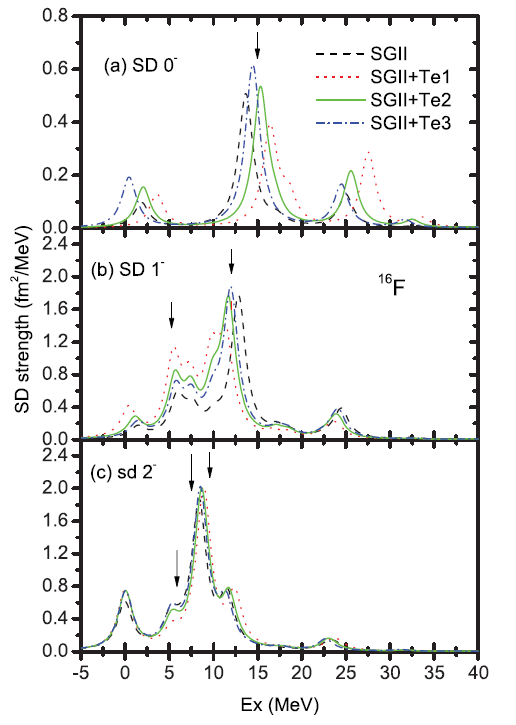 0.8
(a) SD 0-
SGII
SGII+Te1
SGII+Te2
SGII+Te3
0.6
0.4
0.2
0.0
2.4
(b) SD 1-
16F
2.0
1.6
1.2
0.8
0.4
0.0
SD strength (fm2/MeV)
(c) sd 2-
2.4
2.0
1.6
1.2
0.8
0.4
0.0
-5 0 5 10 15 20 25 30 35 40
Ex (MeV)